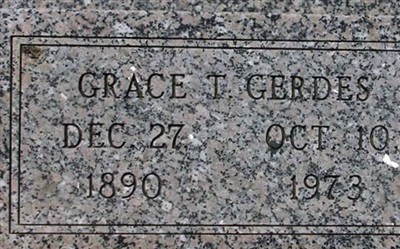 GRACE T. GERDES
DEC. 27 OCT. 10,
1890 1973